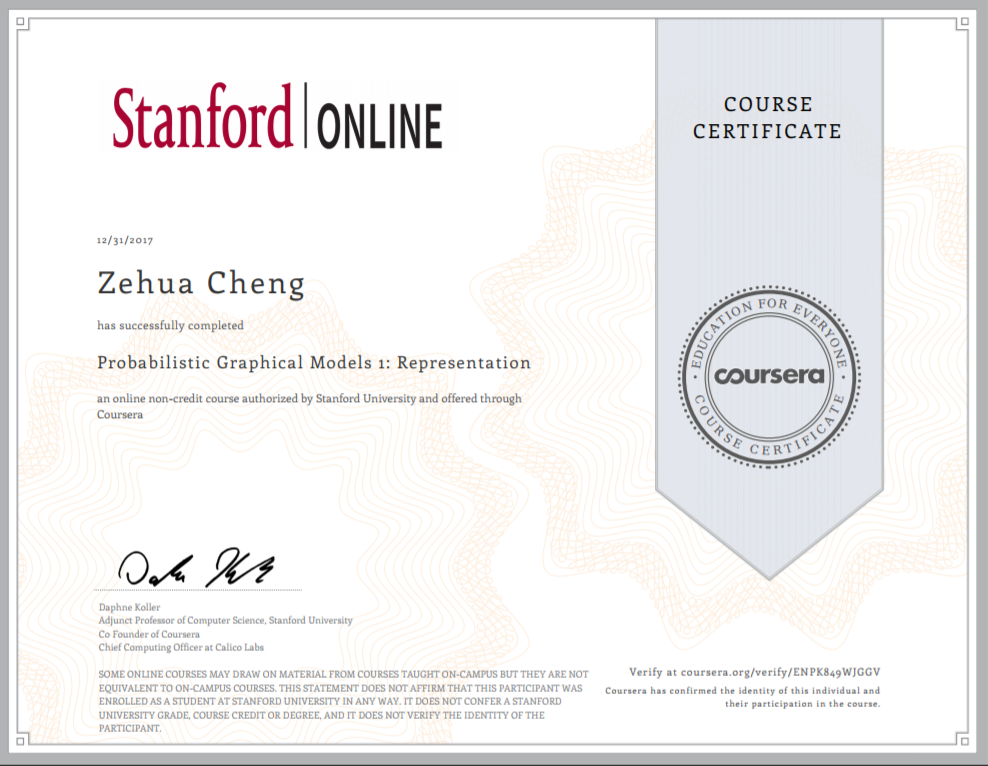 Stanford | ONLINE
COURSE
CERTIFICATE
12/31/2017
Zehua Cheng
has successfully completed
Probabilistic Graphical Models 1: Representation
an online non-credit course authorized by Stanford University and offered through
Coursera
EDUCATION FOR EVERYONE
coursera
COURSE CERTIFICATE
Daphne Koller
Adjunct Professor of Computer Science, Stanford University
Co Founder of Coursera
Chief Computing Officer at Calico Labs
SOME ONLINE COURSES MAY DRAW ON MATERIAL FROM COURSES TAUGHT ON-CAMPUS BUT THEY ARE NOT
EQUIVALENT TO ON-CAMPUS COURSES. THIS STATEMENT DOES NOT AFFIRM THAT THIS PARTICIPANT WAS
ENROLLED AS A STUDENT AT STANFORD UNIVERSITY IN ANY WAY. IT DOES NOT CONFER A STANFORD
UNIVERSITY GRADE, COURSE CREDIT OR DEGREE, AND IT DOES NOT VERIFY THE IDENTITY OF THE
PARTICIPANT.
Verify at coursera.org/verify/ENPK849WJGGV
Coursera has confirmed the identity of this individual and
their participation in the course.